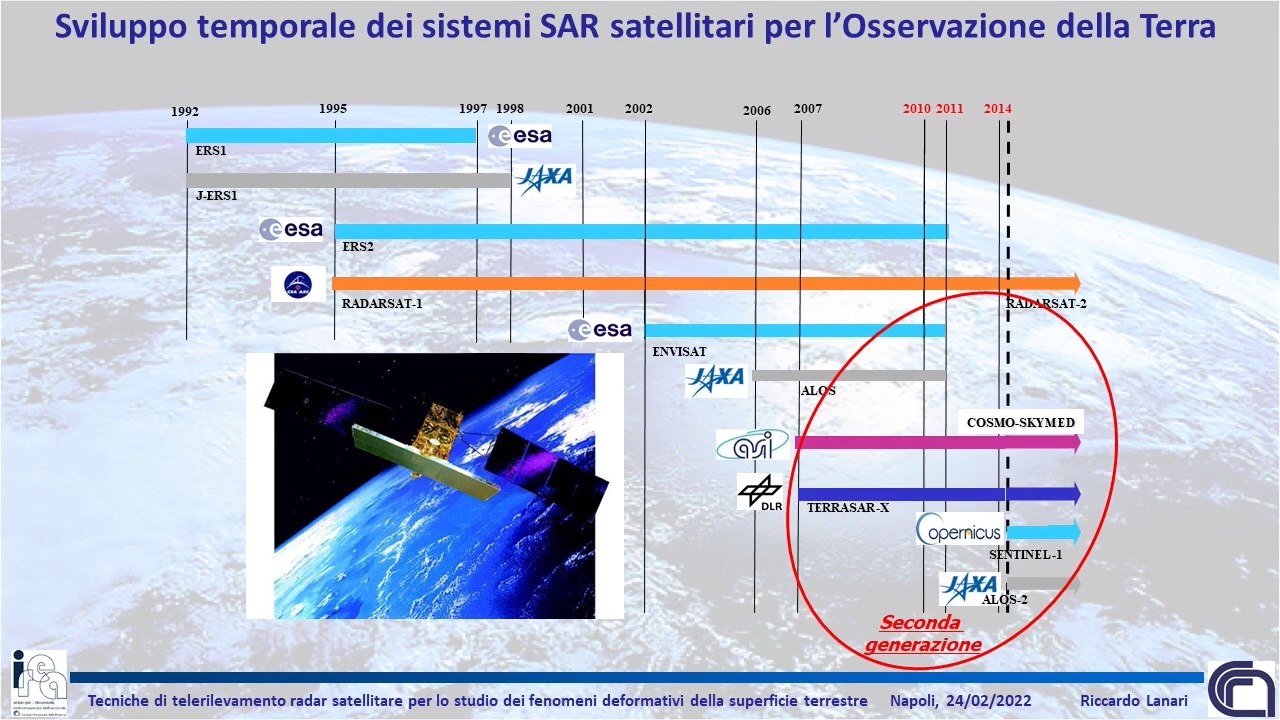 Sviluppo temporale dei sistemi SAR satellitari per l’Osservazione della Terra
1992 1995 1997 1998 2001 2002 2006 2007 2010 2011 2014
esa
ERS1
JAXA
J-ERS1
esa
ERS2
RADARSAT-1
RADARSAT-2
esa
ENVISAT
JAXA
ALOS
COSMO-SKYMED
asi
DLR
TERRASAR-X
opernicus
SENTINEL-1
JAXA
ALOS-2
Seconda
generazione
irea
Tecniche di telerilevamento radar satellitare per lo studio dei fenomeni deformativi della superficie terrestre Napoli, 24/02/2022 Riccardo Lanari